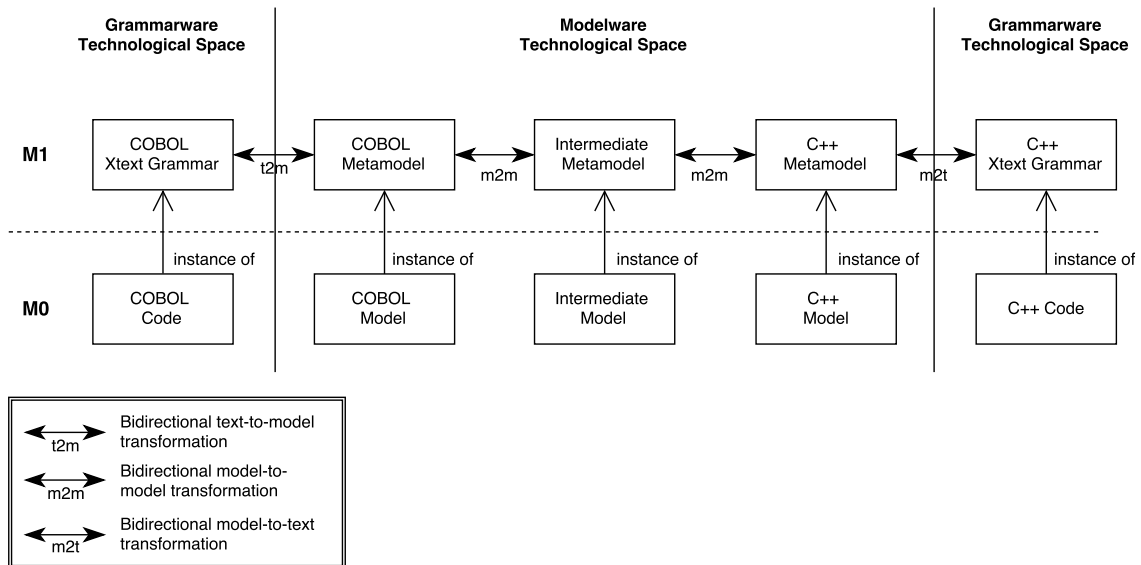 Grammarware
Technological Space
Modelware
Technological Space
Grammarware
Technological Space
M1
COBOL
Xtext Grammar
t2m
COBOL
Metamodel
m2m
Intermediate
Metamodel
m2m
C++
Metamodel
m2t
C++
Xtext Grammar
instance of
instance of
instance of
instance of
instance of
M0
COBOL
Code
COBOL
Model
Intermediate
Model
C++
Model
C++ Code
t2m
Bidirectional text-to-model
transformation
m2m
Bidirectional model-to-
model transformation
m2t
Bidirectional model-to-text
transformation